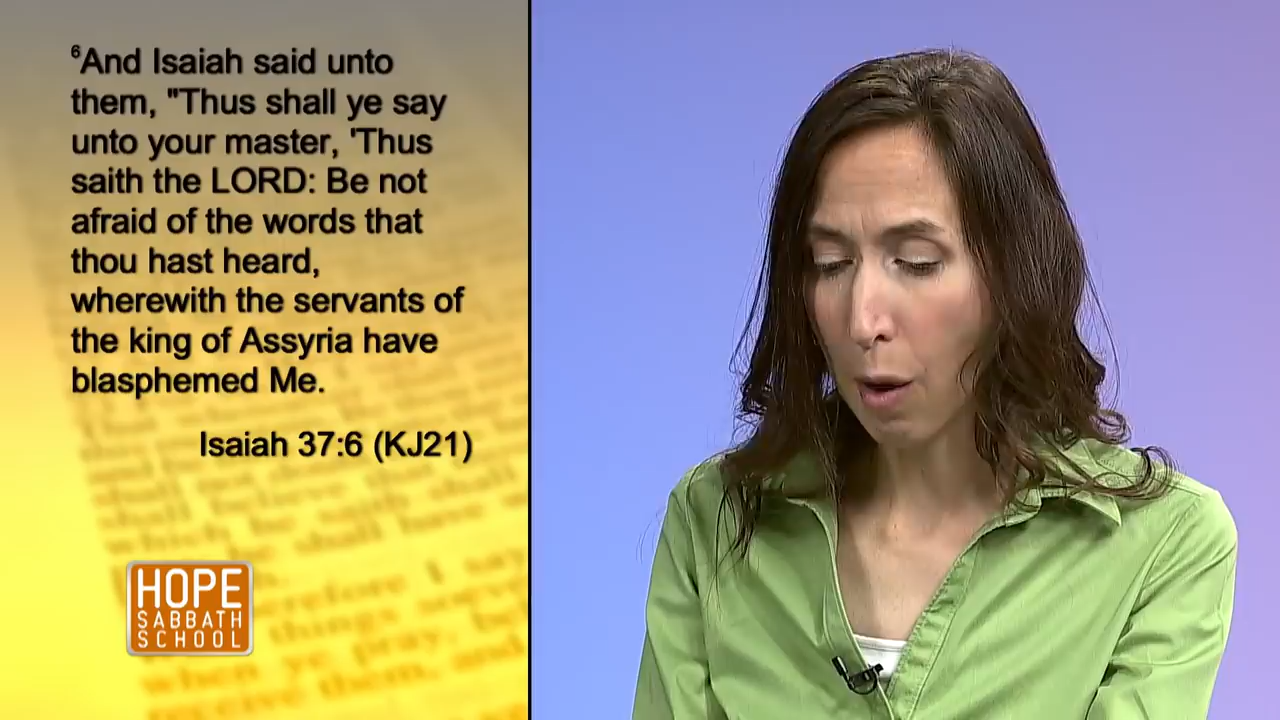 ⁶And Isaiah said unto
them, "Thus shall ye say
unto your master, 'Thus
saith the LORD: Be not
afraid of the words that
thou hast heard,
wherewith the servants of
the king of Assyria have
blasphemed Me.
Isaiah 37:6 (KJ21)
HOPE
SABBATH
SCHOOL